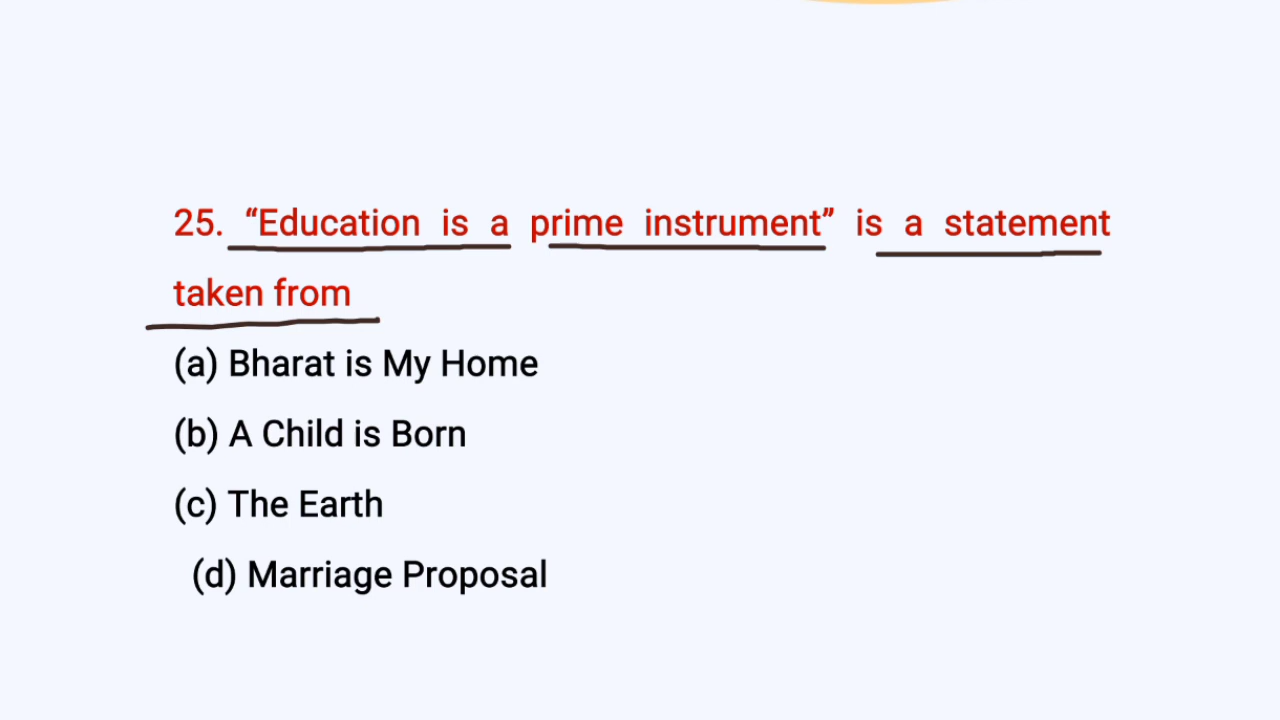 25. “Education is a prime instrument” is a statement
taken from
(a) Bharat is My Home
(b) A Child is Born
(c) The Earth
(d) Marriage Proposal